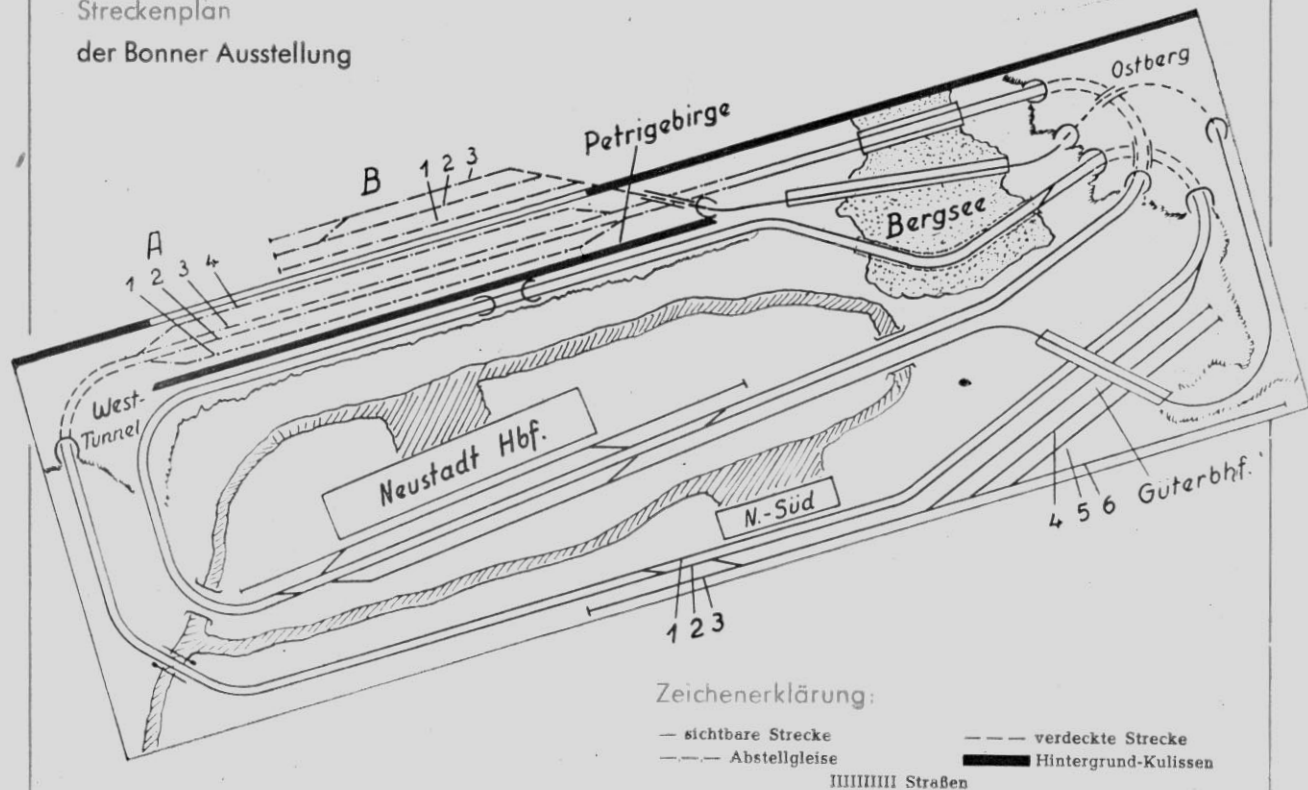 Streckenplan
der Bonner Ausstellung
Ostberg
Petrigebirge
B
1 2 3
Bergsee
A
1 2 3 4
West-
Tunnel
Neustadt Hbf.
N.-Süd
4 5 6 Güterbhf.
1 2 3
Zeichenerklärung:
sichtbare Strecke
verdeckte Strecke
Abstellgleise
Hintergrund-Kulissen
Straßen